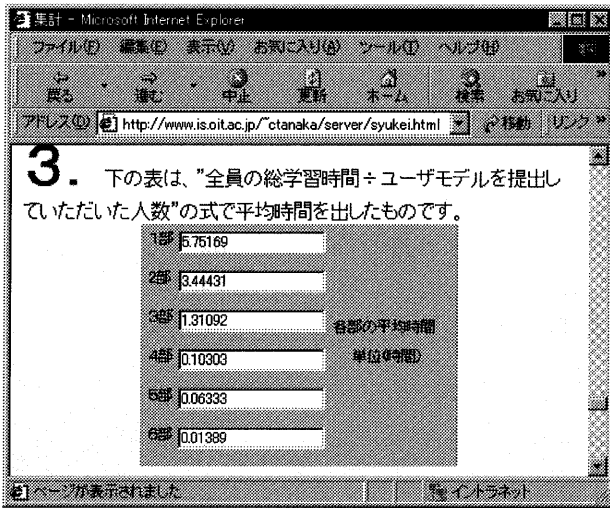 集計 - Microsoft Internet Explorer
ファイル(F) 編集(E) 表示(V) お気に入り(A) ツール(T) ヘルプ(H)
戻る 進む 中止 更新 ホーム 検索 お気に入り »
アドレス(D) http://www.is.oit.ac.jp/~ctanaka/server/syukei.html 移動 リンク »
3. 下の表は、”全員の総学習時間÷ユーザモデルを提出し
ていただいた人数”の式で平均時間を出したものです。
1部 5.75169
2部 3.44431
3部 1.31092
各部の平均時間
4部 0.10303 単位(時間)
5部 0.06333
6部 0.01389
ページが表示されました イントラネット